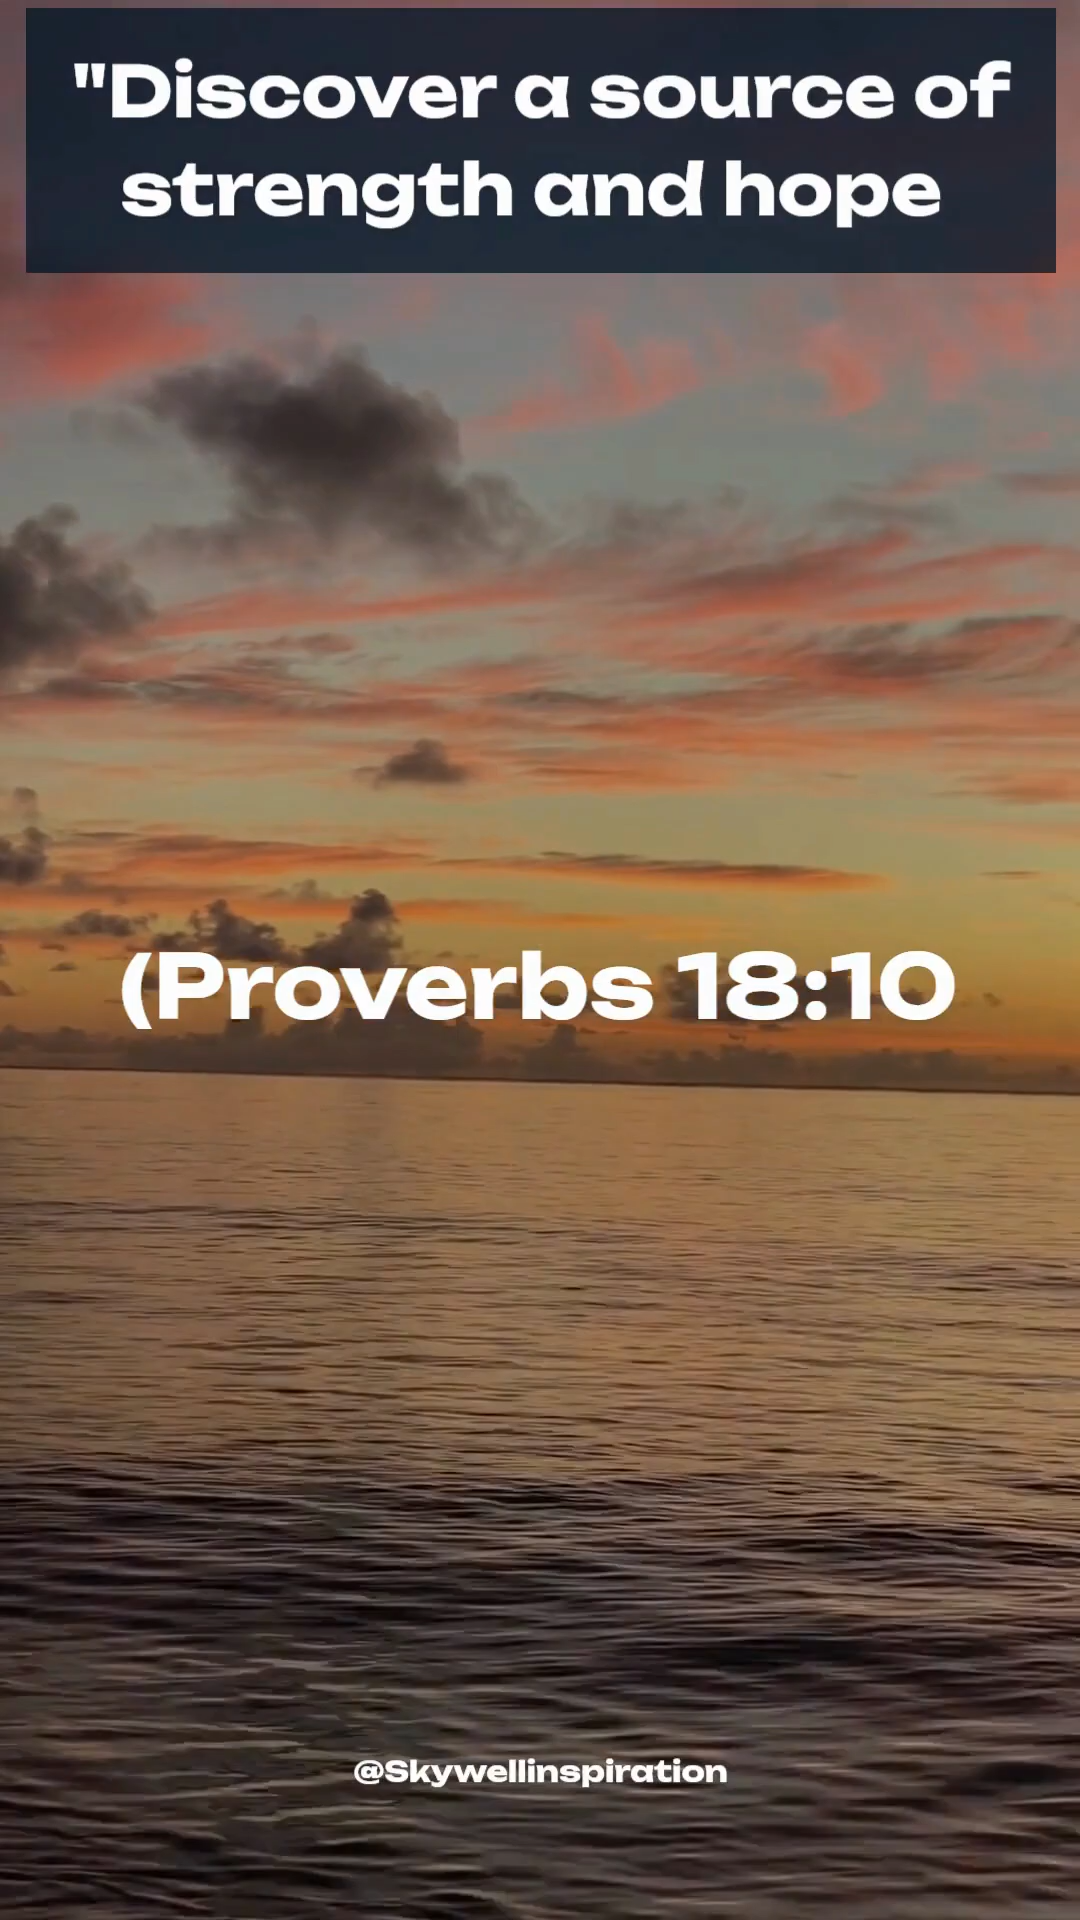 "Discover a source of
strength and hope
(Proverbs 18:10
@Skywellinspiration